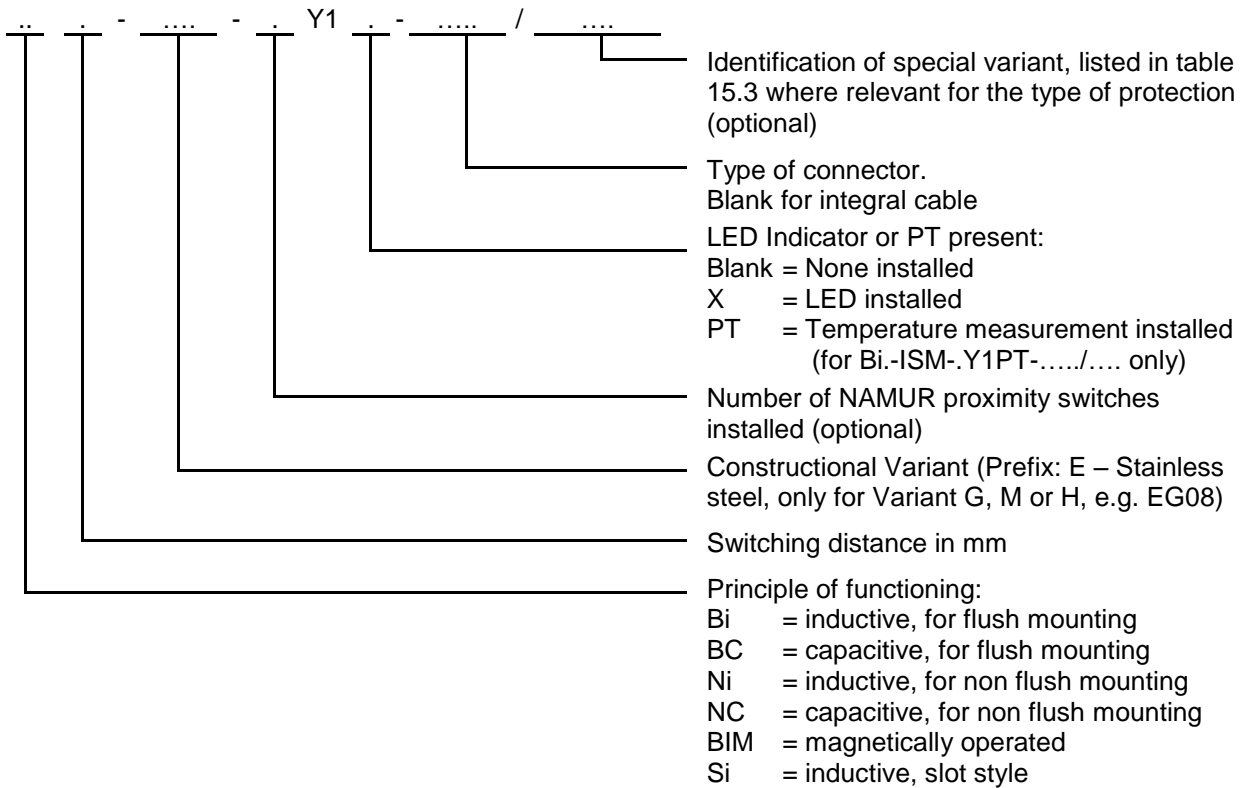 .. . - .... - . Y1 . - ..... / ....
Identification of special variant, listed in table
15.3 where relevant for the type of protection
(optional)
Type of connector.
Blank for integral cable
LED Indicator or PT present:
Blank = None installed
X = LED installed
PT = Temperature measurement installed
(for Bi.-ISM-.Y1PT-…../…. only)
Number of NAMUR proximity switches
installed (optional)
Constructional Variant (Prefix: E – Stainless
steel, only for Variant G, M or H, e.g. EG08)
Switching distance in mm
Principle of functioning:
Bi = inductive, for flush mounting
BC = capacitive, for flush mounting
Ni = inductive, for non flush mounting
NC = capacitive, for non flush mounting
BIM = magnetically operated
Si = inductive, slot style